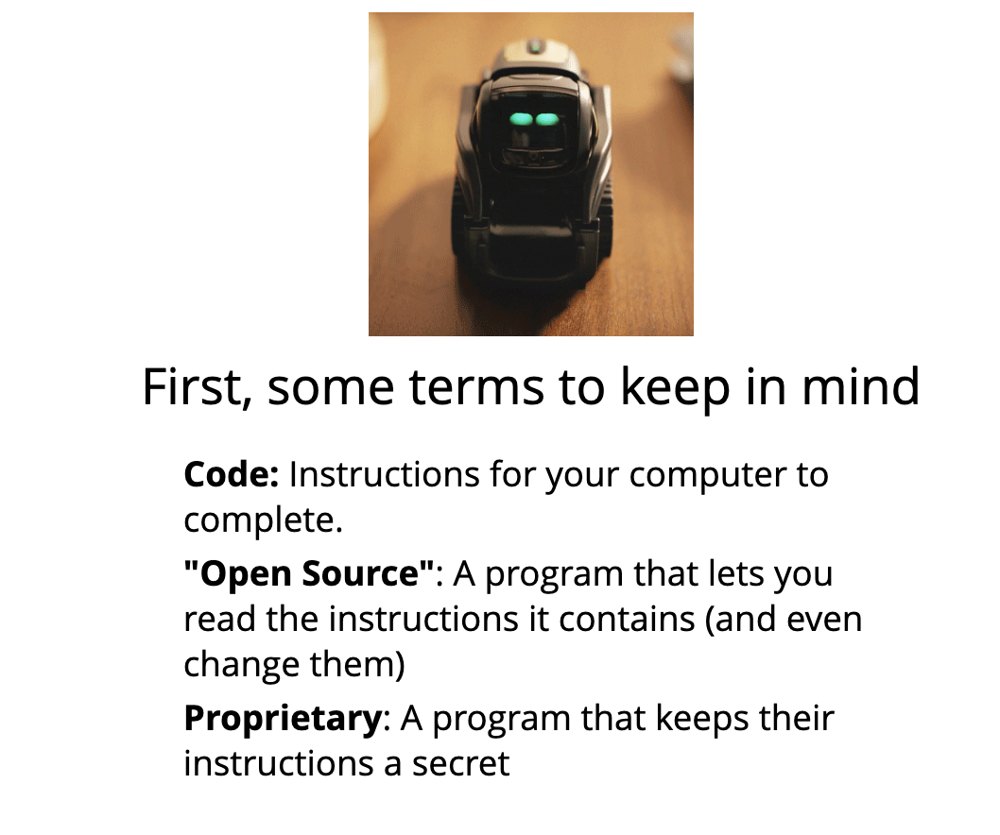 First, some terms to keep in mind
Code: Instructions for your computer to
complete.
"Open Source": A program that lets you
read the instructions it contains (and even
change them)
Proprietary: A program that keeps their
instructions a secret